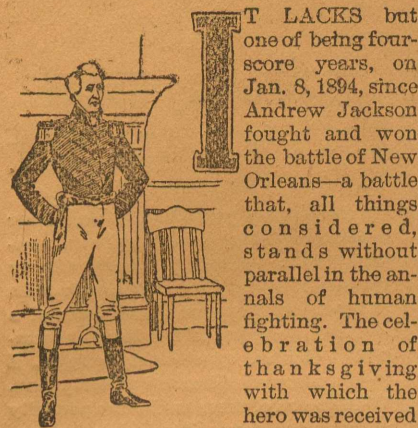 IT LACKS but
one of being four-
score years, on
Jan. 8, 1894, since
Andrew Jackson
fought and won
the battle of New
Orleans—a battle
that, all things
considered,
stands without
parallel in the an-
nals of human
fighting. The cel-
ebration of
thanksgiving
with which the
hero was received